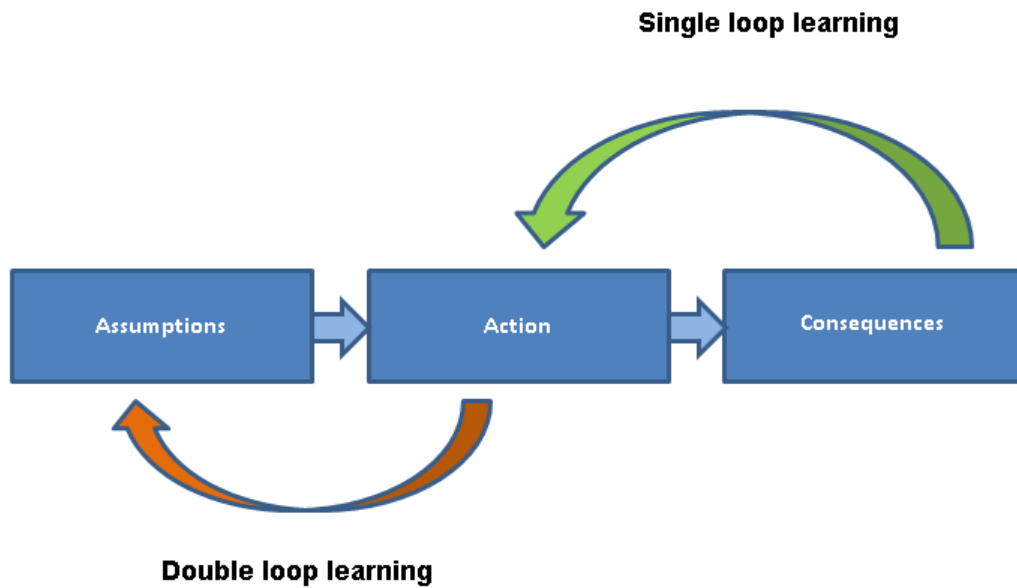 Single loop learning
Assumptions
Action
Consequences
Double loop learning